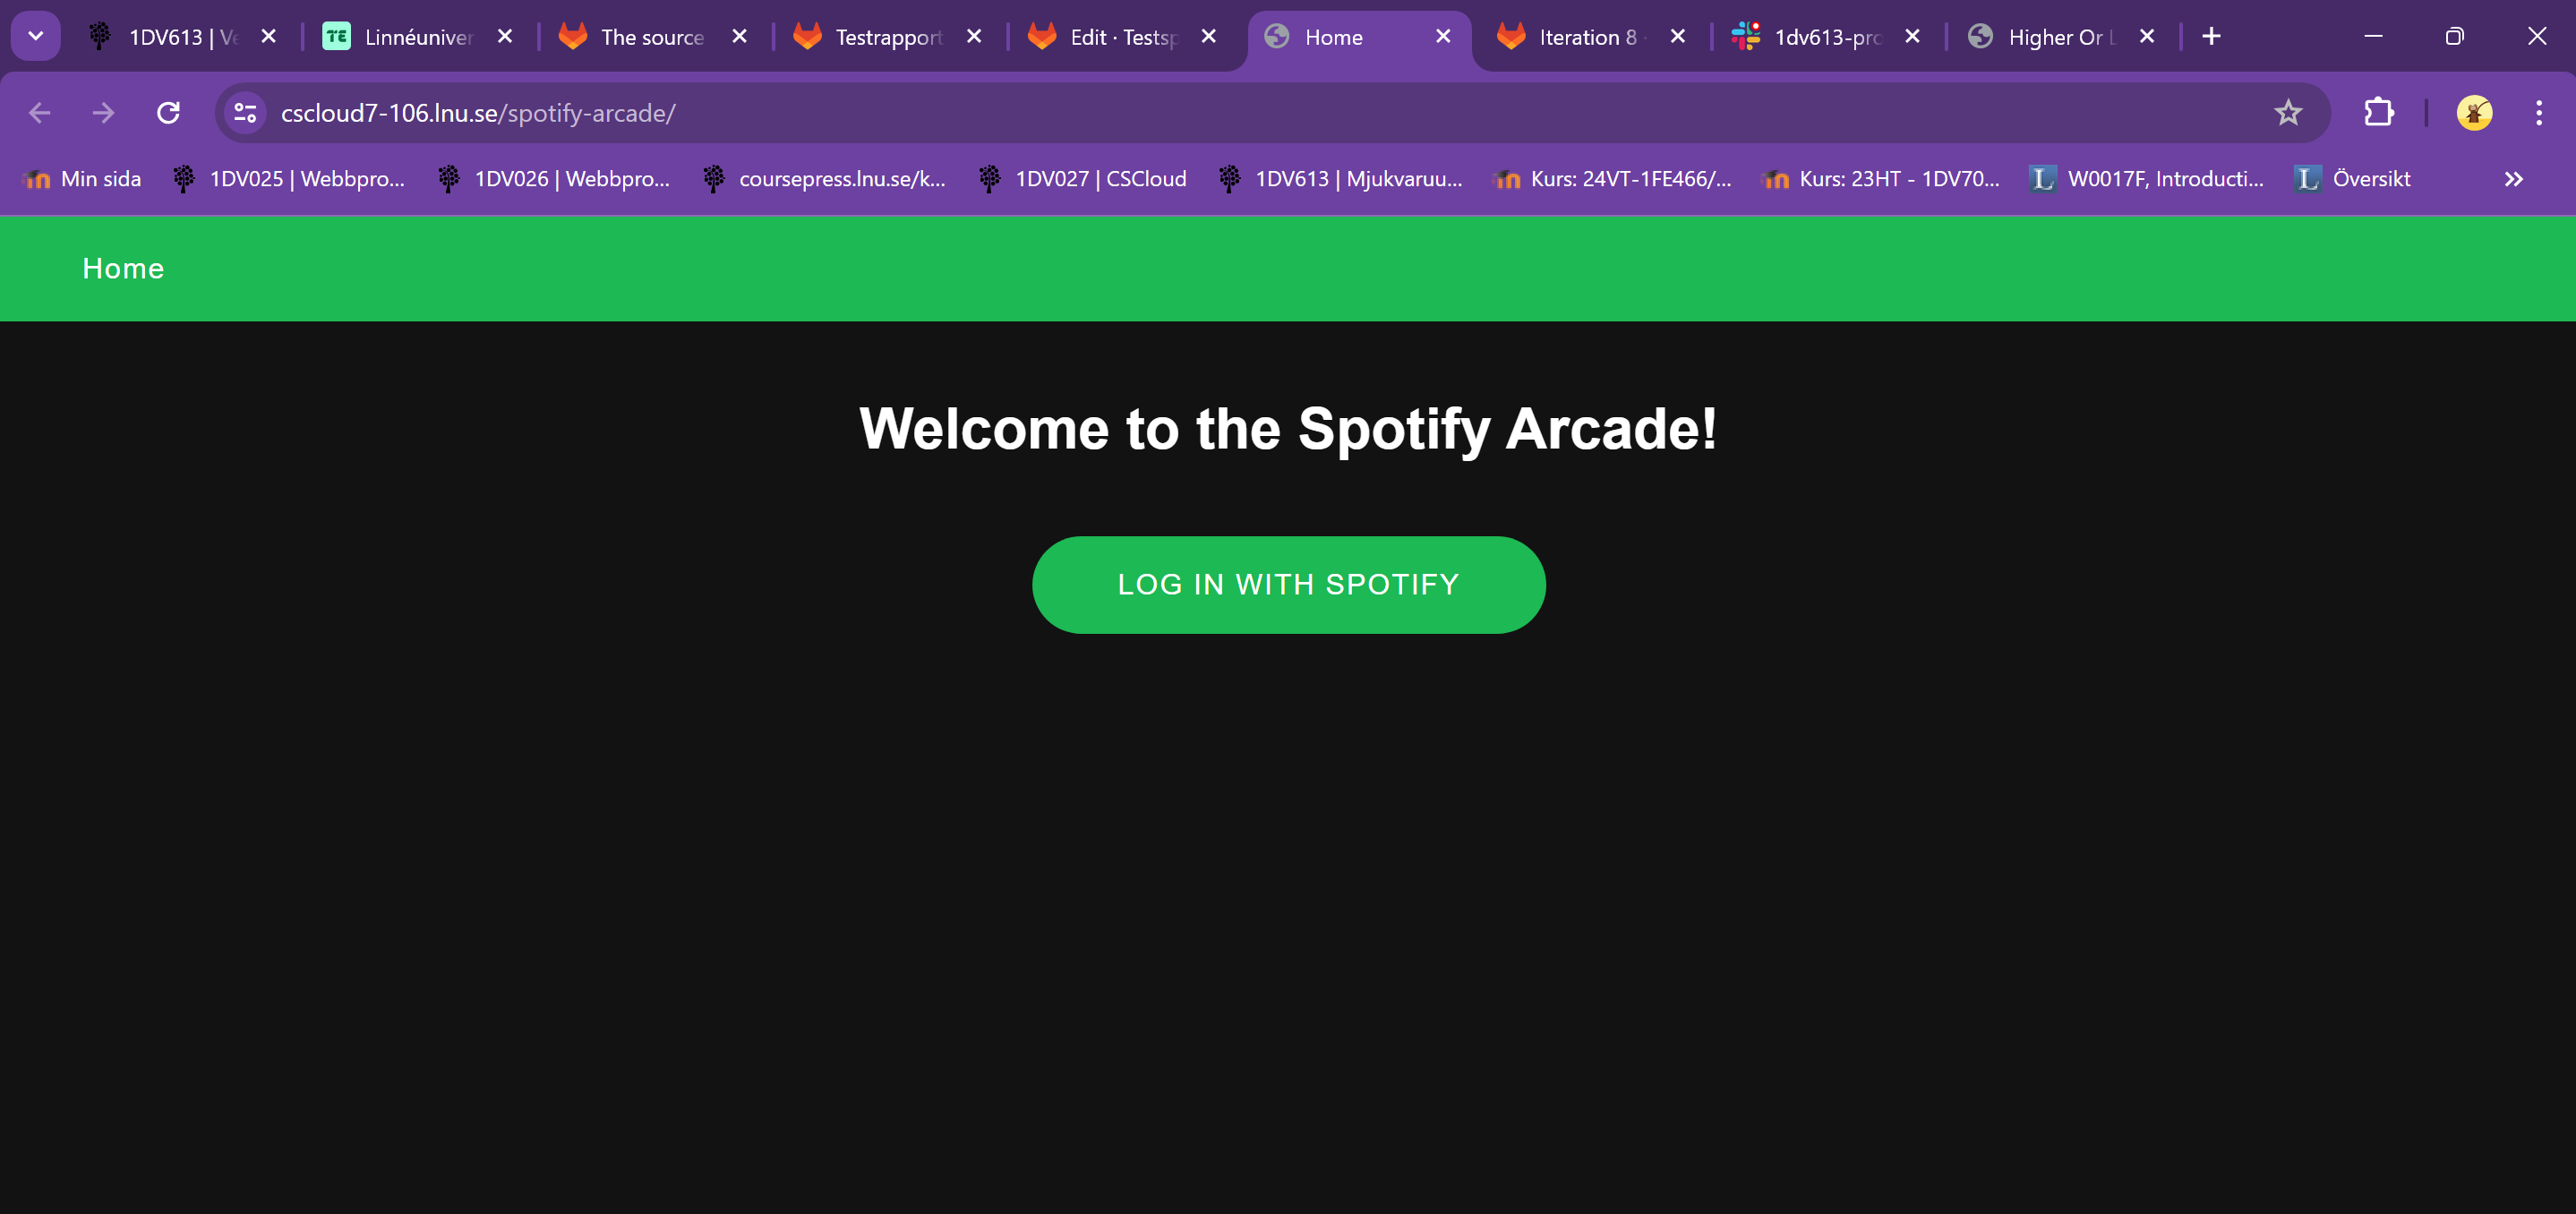 1DV613 | Ve
Linnéuniver
The source
Testrapport
Edit · Testsp
Home
Iteration 8 ·
1dv613-pro
Higher Or L
cscloud7-106.lnu.se/spotify-arcade/
Min sida
1DV025 | Webbpro...
1DV026 | Webbpro...
coursepress.lnu.se/k...
1DV027 | CSCloud
1DV613 | Mjukvaruu...
Kurs: 24VT-1FE466/...
Kurs: 23HT - 1DV70...
W0017F, Introducti...
Översikt
Home
Welcome to the Spotify Arcade!
LOG IN WITH SPOTIFY